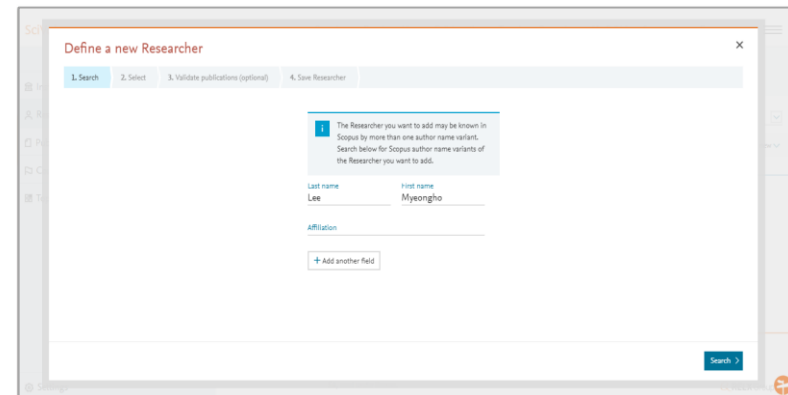 Define a new Researcher
1. Search 2. Select 3. Validate publications (optional) 4. Save Researcher
i
The Researcher you want to add may be known in
Scopus by more than one author name variant.
Search below for Scopus author name variants of
the Researcher you want to add.
Last name First name
Lee Myeongho
Affiliation
+ Add another field
Search >